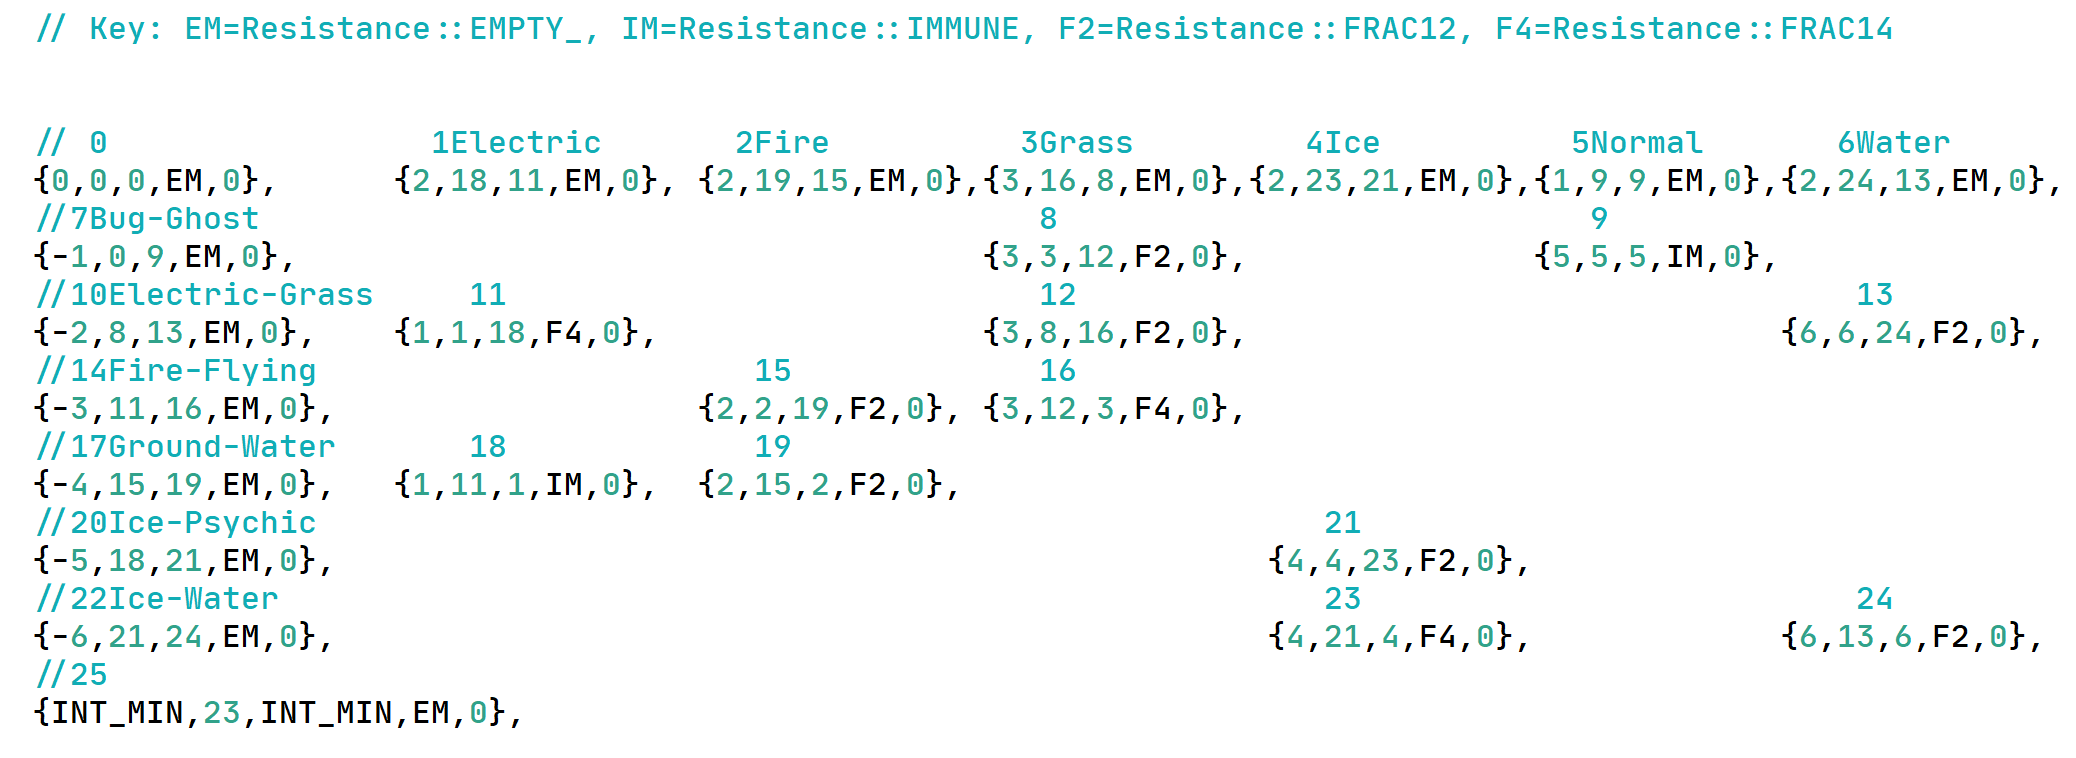 // Key: EM=Resistance::EMPTY_, IM=Resistance::IMMUNE, F2=Resistance::FRAC12, F4=Resistance::FRAC14
// 0 1Electric 2Fire 3Grass 4Ice 5Normal 6Water
{0,0,0,EM,0}, {2,18,11,EM,0}, {2,19,15,EM,0},{3,16,8,EM,0},{2,23,21,EM,0},{1,9,9,EM,0},{2,24,13,EM,0},
//7Bug-Ghost 8 9
{-1,0,9,EM,0}, {3,3,12,F2,0}, {5,5,5,IM,0},
//10Electric-Grass 11 12 13
{-2,8,13,EM,0}, {1,1,18,F4,0}, {3,8,16,F2,0}, {6,6,24,F2,0},
//14Fire-Flying 15 16
{-3,11,16,EM,0}, {2,2,19,F2,0}, {3,12,3,F4,0},
//17Ground-Water 18 19
{-4,15,19,EM,0}, {1,11,1,IM,0}, {2,15,2,F2,0},
//20Ice-Psychic 21
{-5,18,21,EM,0}, {4,4,23,F2,0},
//22Ice-Water 23 24
{-6,21,24,EM,0}, {4,21,4,F4,0}, {6,13,6,F2,0},
//25
{INT_MIN,23,INT_MIN,EM,0},